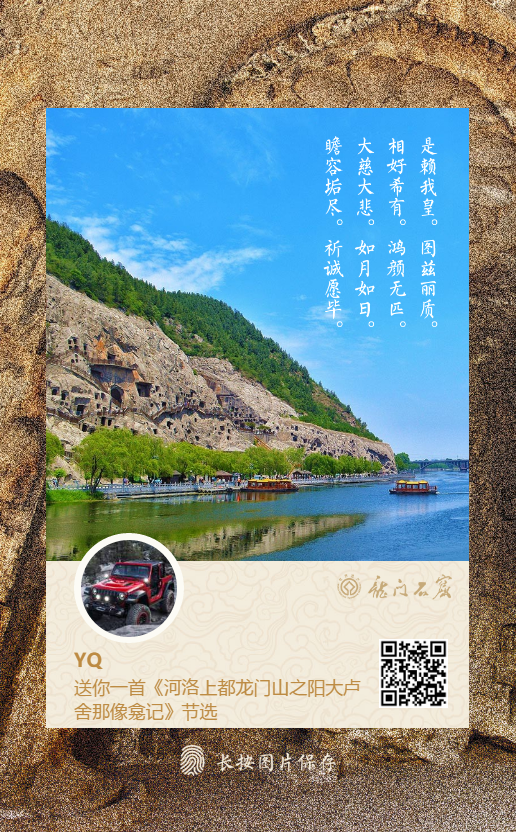 是赖我皇。图兹丽质。
相好希有。鸿颜无匹。
大慈大悲。如月如日。
瞻容垢尽。祈诚愿毕。
龙门石窟
YQ
送你一首《河洛上都龙门山之阳大卢
舍那像龛记》节选
长按图片保存